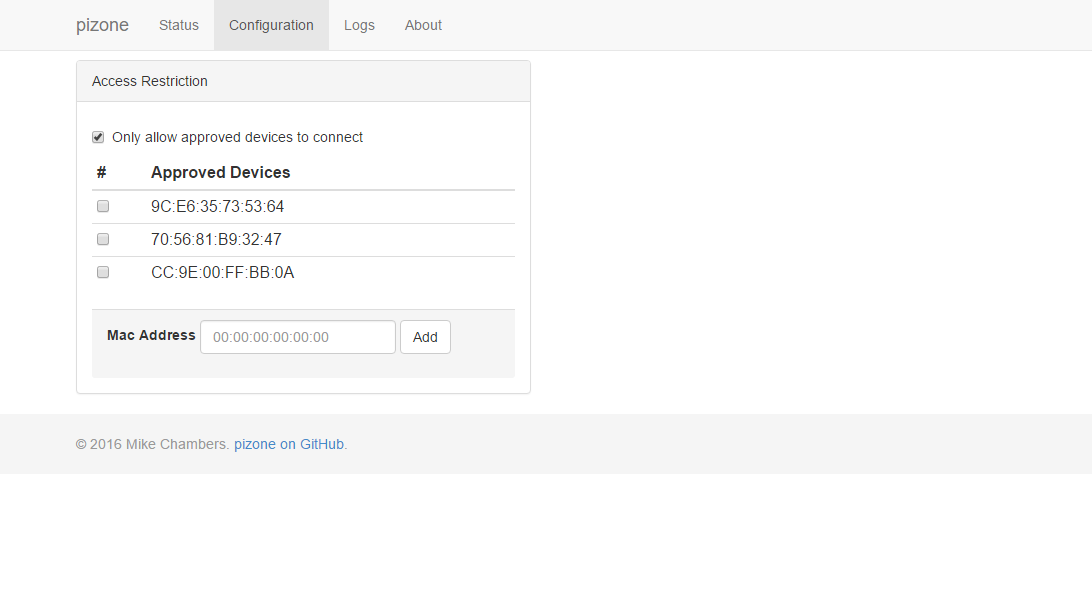 pizone Status Configuration Logs About
Access Restriction
Only allow approved devices to connect
# Approved Devices
9C:E6:35:73:53:64
70:56:81:B9:32:47
CC:9E:00:FF:BB:0A
Mac Address 00:00:00:00:00:00 Add
© 2016 Mike Chambers. pizone on GitHub.